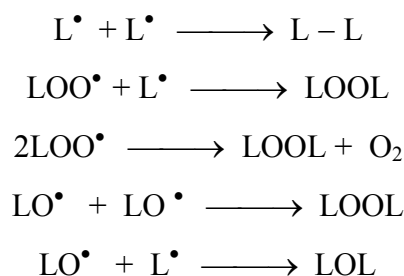 L• + L• ⟶ L – L
LOO• + L• ⟶ LOOL
2LOO• ⟶ LOOL + O₂
LO• + LO • ⟶ LOOL
LO• + L• ⟶ LOL